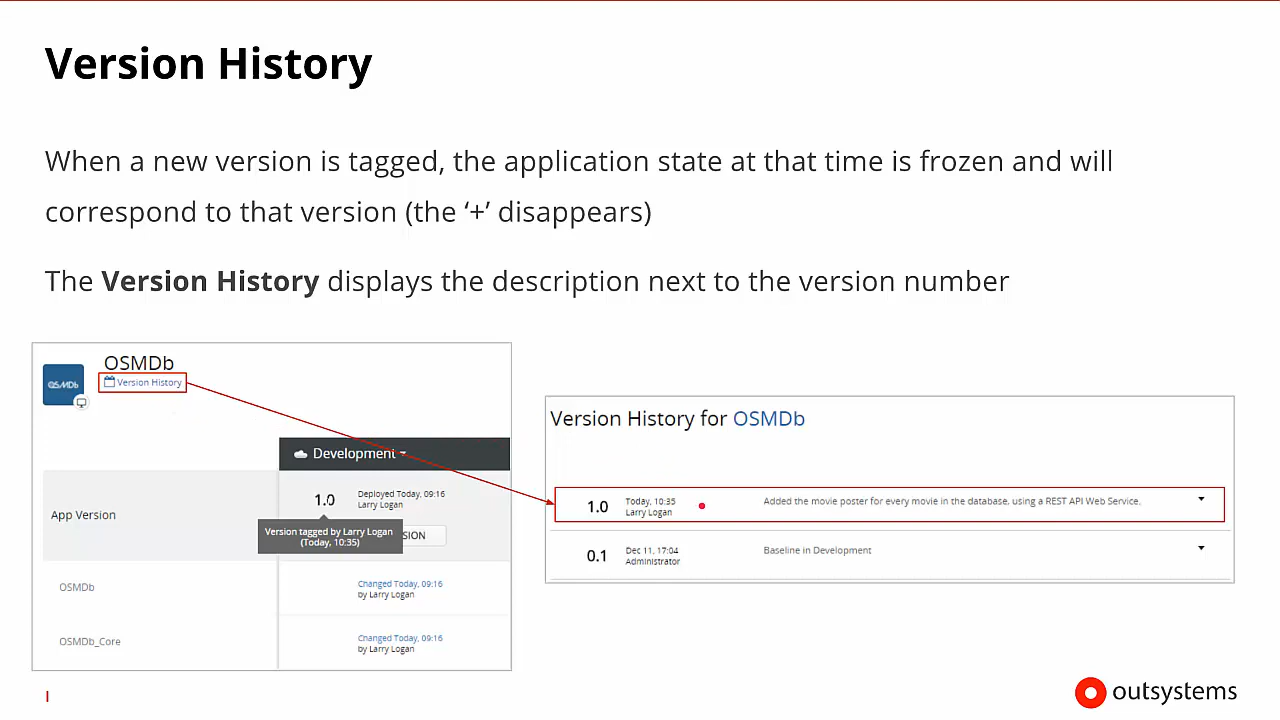 Version History
When a new version is tagged, the application state at that time is frozen and will
correspond to that version (the ‘+’ disappears)
The Version History displays the description next to the version number
OSMDb
OSMDb
Version History
Development
App Version
1.0
Deployed Today, 09:16
Larry Logan
Version tagged by Larry Logan
(Today, 10:35)
SION
OSMDb
Changed Today, 09:16
by Larry Logan
OSMDb_Core
Changed Today, 09:16
by Larry Logan
Version History for OSMDb
1.0
Today, 10:35
Larry Logan
Added the movie poster for every movie in the database, using a REST API Web Service.
0.1
Dec 11, 17:04
Administrator
Baseline in Development
outsystems